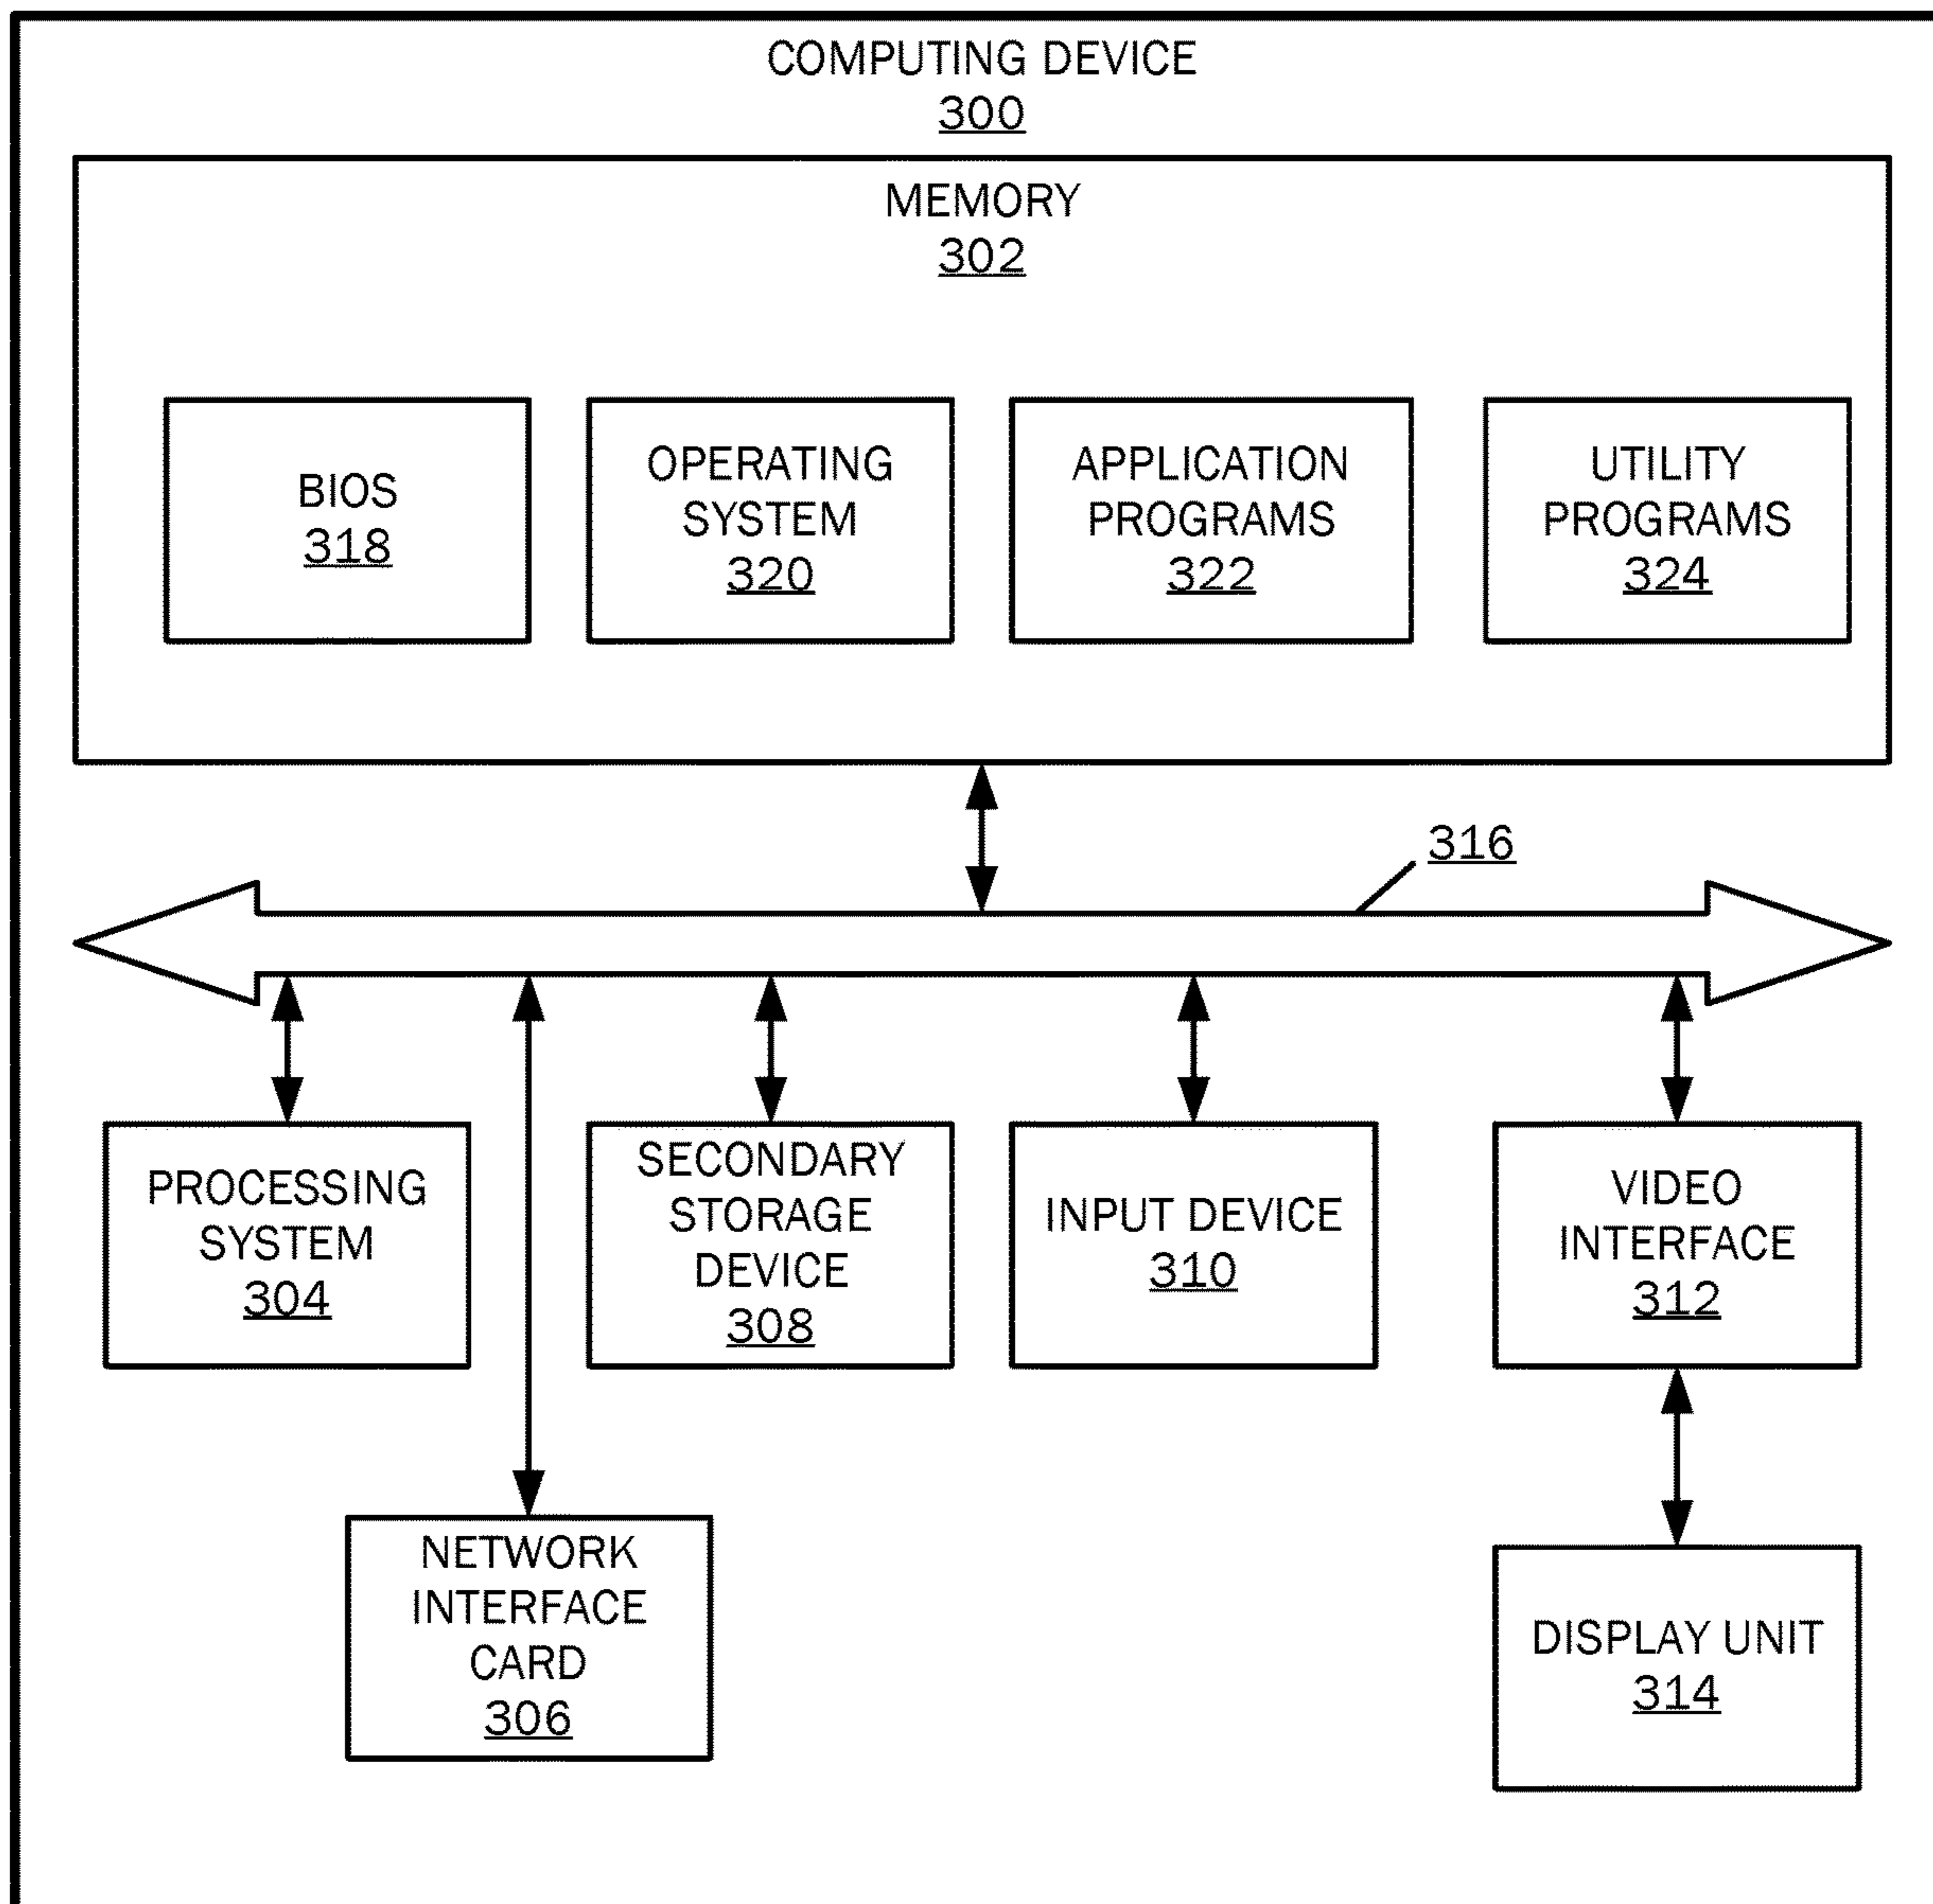 COMPUTING DEVICE
300
MEMORY
302
BIOS
318
OPERATING
SYSTEM
320
APPLICATION
PROGRAMS
322
UTILITY
PROGRAMS
324
316
PROCESSING
SYSTEM
304
SECONDARY
STORAGE
DEVICE
308
INPUT DEVICE
310
VIDEO
INTERFACE
312
NETWORK
INTERFACE
CARD
306
DISPLAY UNIT
314